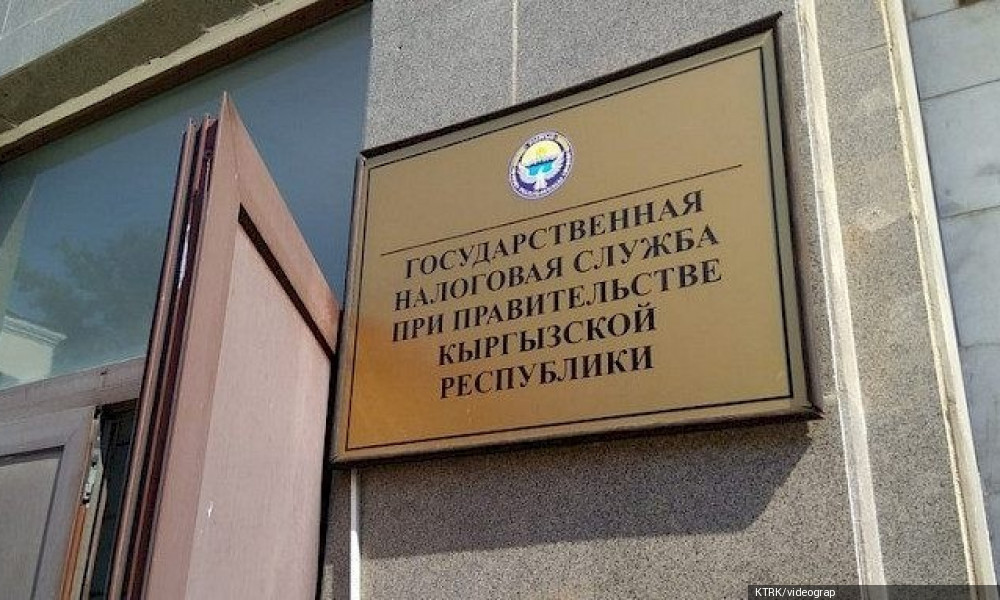 ГОСУДАРСТВЕННАЯ
НАЛОГОВАЯ СЛУЖБА
ПРИ ПРАВИТЕЛЬСТВЕ
КЫРГЫЗСКОЙ
РЕСПУБЛИКИ
KTRK/videograp